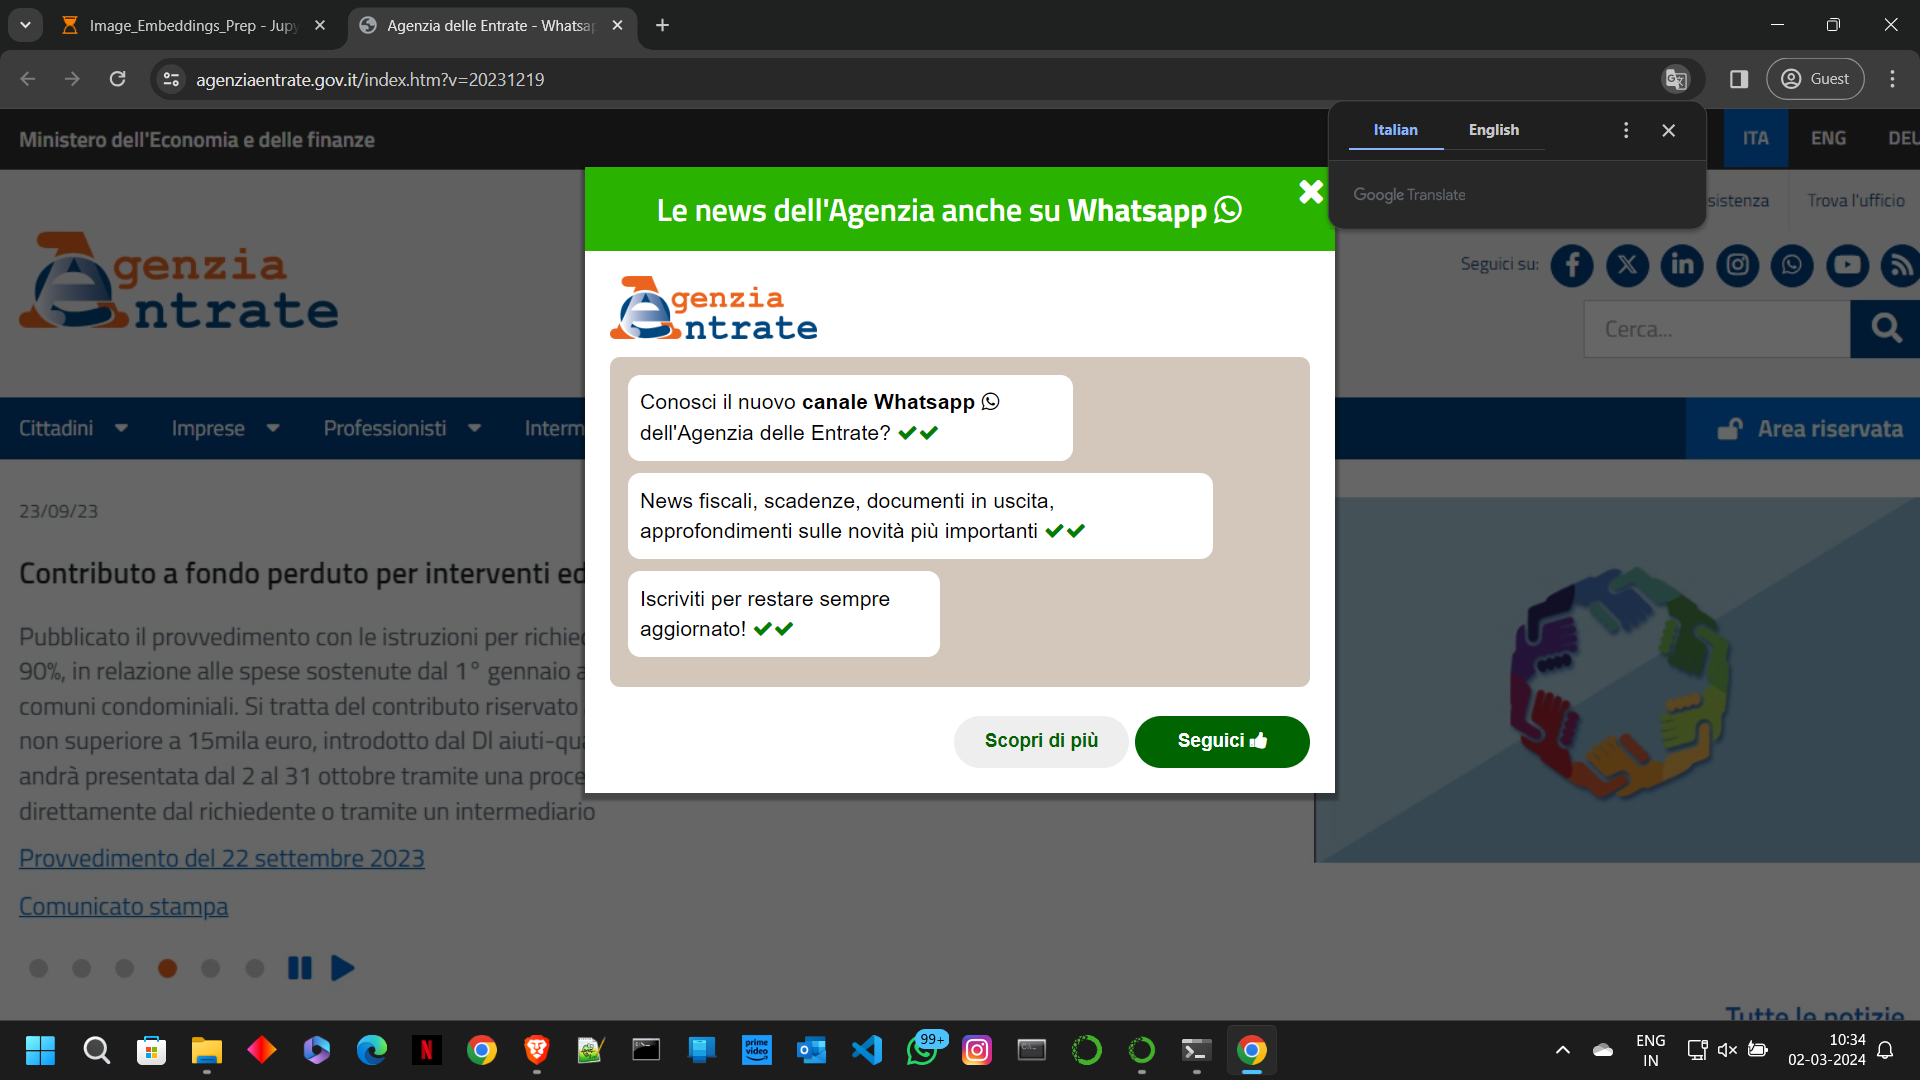 Image_Embeddings_Prep - Jupy
Agenzia delle Entrate - Whatsap
agenziaentrate.gov.it/index.htm?v=20231219
Guest
Italian
English
Google Translate
Ministero dell'Economia e delle finanze
ITA
ENG
DEU
sistenza
Trova l'ufficio
Agenzia
Entrate
Seguici su:
Cerca...
Cittadini
Imprese
Professionisti
Interm
Area riservata
Le news dell'Agenzia anche su Whatsapp
Agenzia
Entrate
Conosci il nuovo canale Whatsapp
dell'Agenzia delle Entrate?
News fiscali, scadenze, documenti in uscita,
approfondimenti sulle novità più importanti
Iscriviti per restare sempre
aggiornato!
Scopri di più
Seguici
23/09/23
Contributo a fondo perduto per interventi ed
Pubblicato il provvedimento con le istruzioni per richied
90%, in relazione alle spese sostenute dal 1° gennaio a
comuni condominiali. Si tratta del contributo riservato
non superiore a 15mila euro, introdotto dal Dl aiuti-qua
andrà presentata dal 2 al 31 ottobre tramite una proce
direttamente dal richiedente o tramite un intermediario
Provvedimento del 22 settembre 2023
Comunicato stampa
Tutte le notizie
prime video
99+
ENG
IN
10:34
02-03-2024